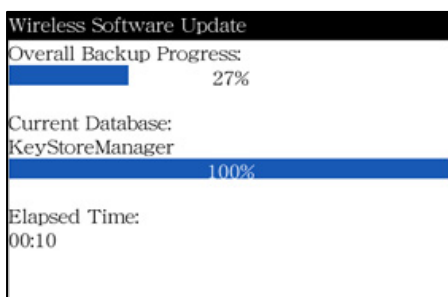 Wireless Software Update
Overall Backup Progress:
27%
Current Database:
KeyStoreManager
100%
Elapsed Time:
00:10